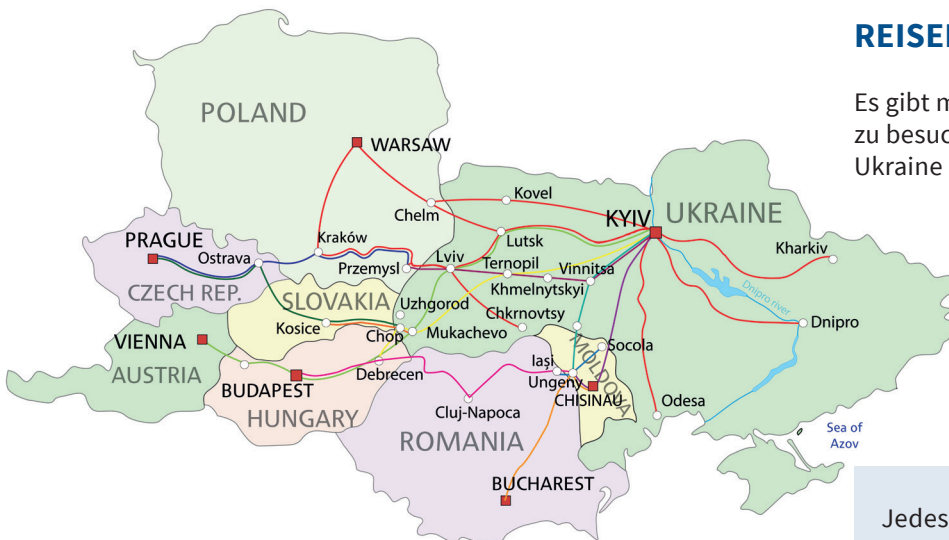 REISE
Es gibt
zu besuc
Ukraine
POLAND
WARSAW
Kovel
Chelm
KYIV
UKRAINE
PRAGUE
Ostrava
Kraków
Lutsk
Kharkiv
Przemysl
Lviv
Ternopil
Vinnitsa
CZECH REP.
Khmelnytskyi
SLOVAKIA
Uzhgorod
Dnipro river
Kosice
Chkrnovtsy
Dnipro
VIENNA
Chop
Mukachevo
MOLDOVA
Socola
AUSTRIA
Iași
Debrecen
Ungeny
BUDAPEST
CHISINAU
Odesa
HUNGARY
Cluj-Napoca
ROMANIA
Sea of
Azov
BUCHAREST
Jedes